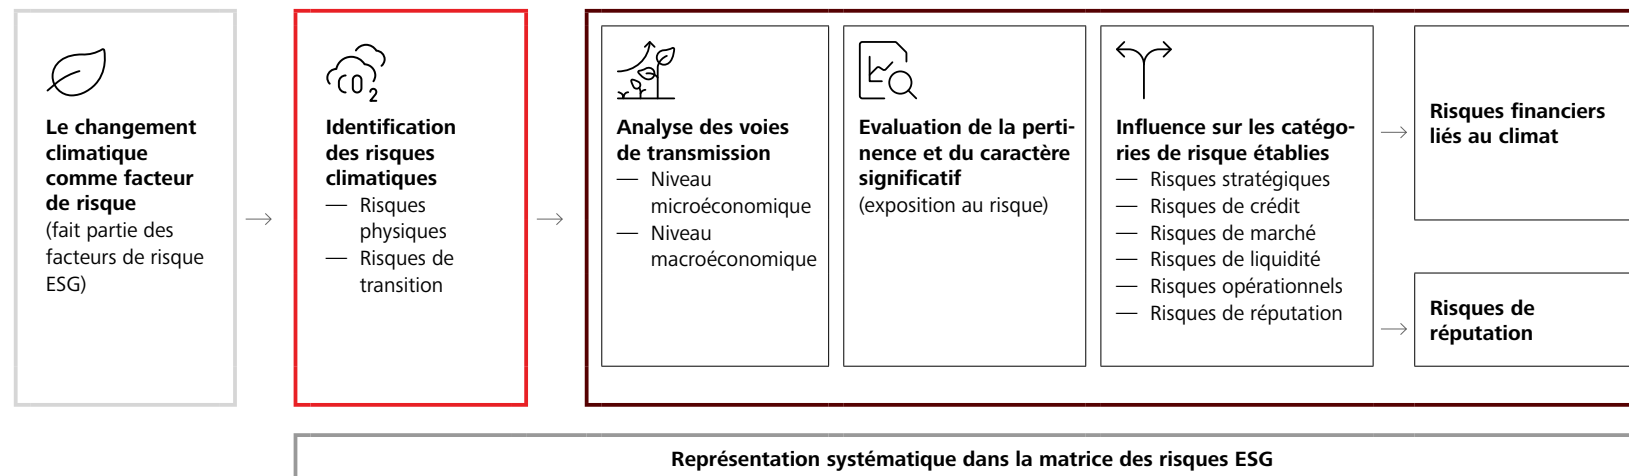 Le changement
climatique
comme facteur
de risque
(fait partie des
facteurs de risque
ESG)
CO2
Identification
des risques
climatiques
— Risques
physiques
— Risques de
transition
Analyse des voies
de transmission
— Niveau
microéconomique
— Niveau
macroéconomique
Evaluation de la perti-
nence et du caractère
significatif
(exposition au risque)
Influence sur les catégo-
ries de risque établies
— Risques stratégiques
— Risques de crédit
— Risques de marché
— Risques de liquidité
— Risques opérationnels
— Risques de réputation
Risques financiers
liés au climat
Risques de
réputation
Représentation systématique dans la matrice des risques ESG